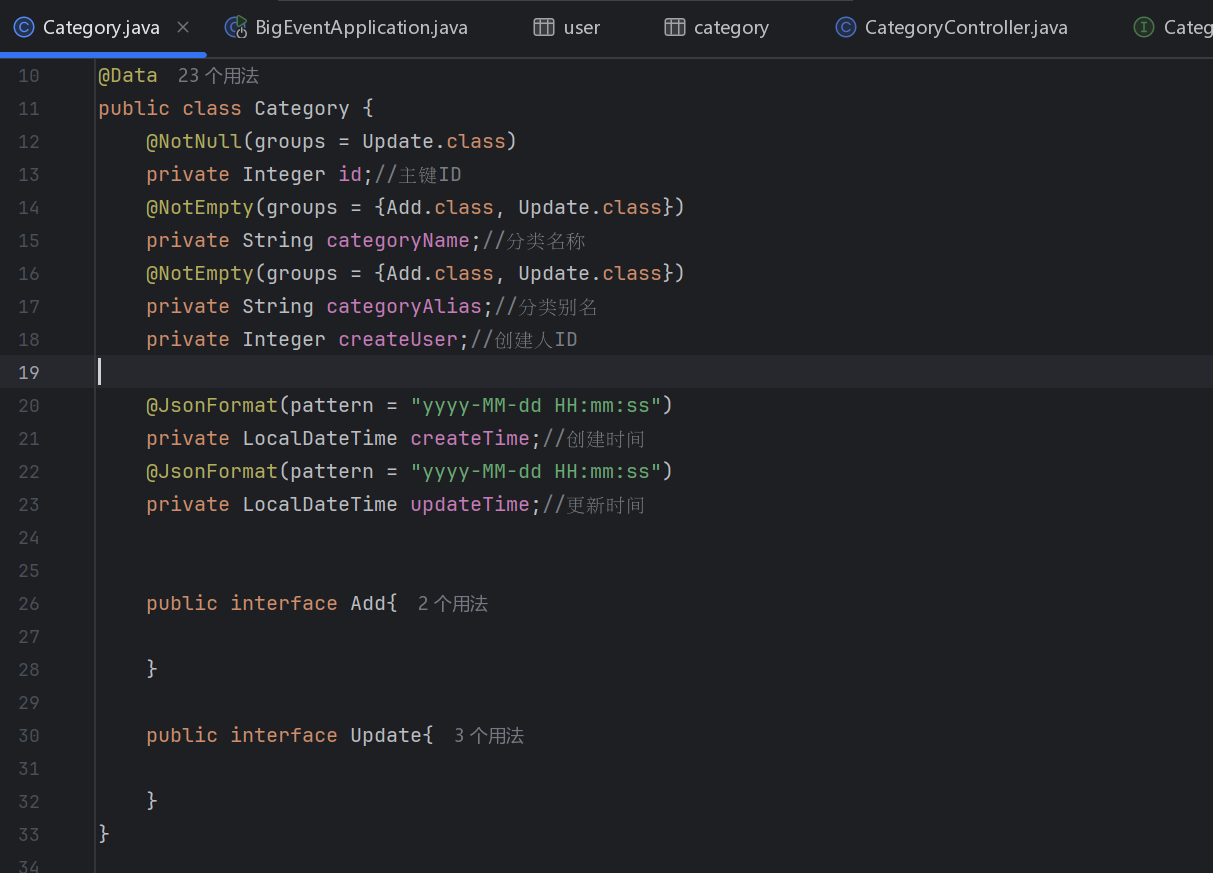 Category.java BigEventApplication.java user category CategoryController.java Categ
10 @Data 23 个用法
11 public class Category {
12 @NotNull(groups = Update.class)
13 private Integer id;//主键ID
14 @NotEmpty(groups = {Add.class, Update.class})
15 private String categoryName;//分类名称
16 @NotEmpty(groups = {Add.class, Update.class})
17 private String categoryAlias;//分类别名
18 private Integer createUser;//创建人ID
19
20 @JsonFormat(pattern = "yyyy-MM-dd HH:mm:ss")
21 private LocalDateTime createTime;//创建时间
22 @JsonFormat(pattern = "yyyy-MM-dd HH:mm:ss")
23 private LocalDateTime updateTime;//更新时间
24
25
26 public interface Add{ 2 个用法
27
28 }
29
30 public interface Update{ 3 个用法
31
32 }
33 }
34